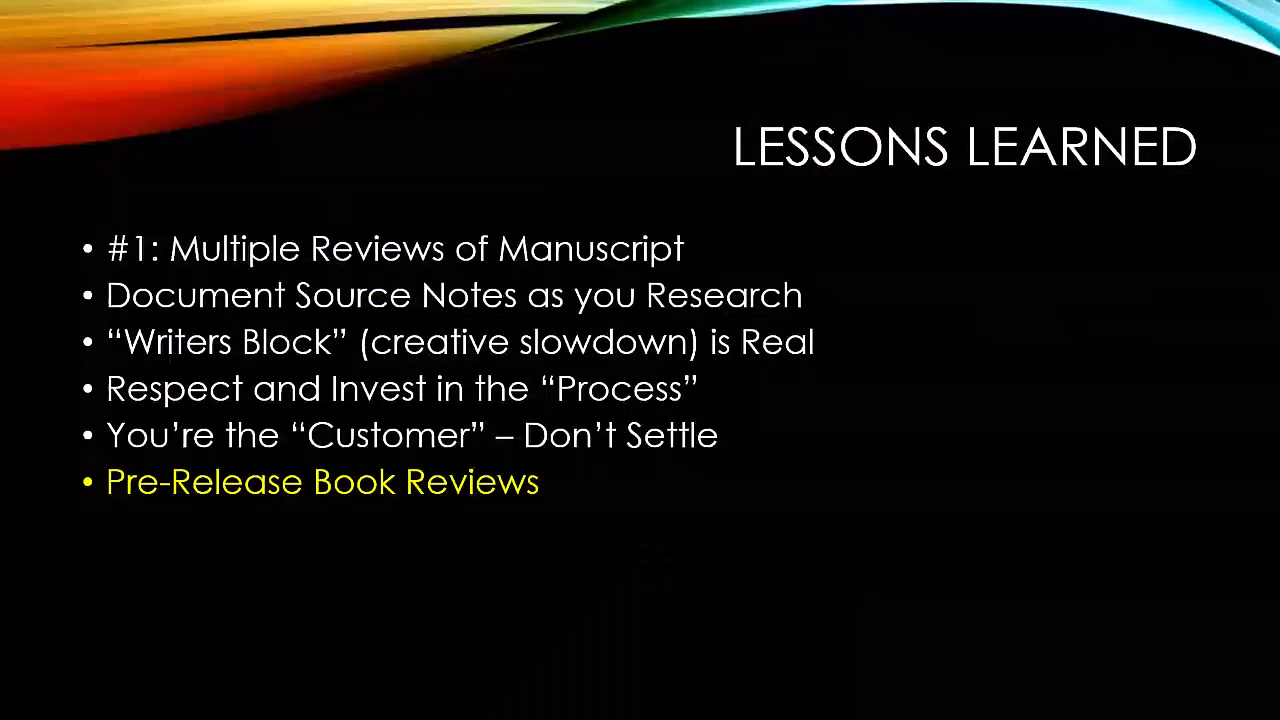 LESSONS LEARNED
• #1: Multiple Reviews of Manuscript
• Document Source Notes as you Research
• “Writers Block” (creative slowdown) is Real
• Respect and Invest in the “Process”
• You’re the “Customer” – Don’t Settle
• Pre-Release Book Reviews